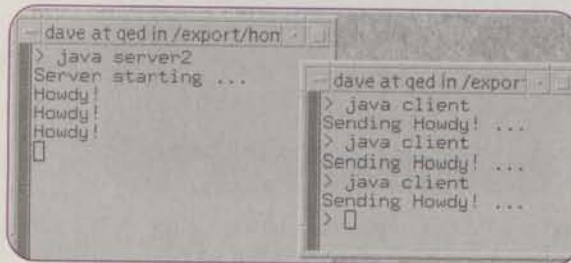 dave at qed in /export/hon
> java server2
Server starting ...
Howdy!
Howdy!
Howdy!
dave at qed in /expor
> java client
Sending Howdy! ...
> java client
Sending Howdy! ...
> java client
Sending Howdy! ...
>